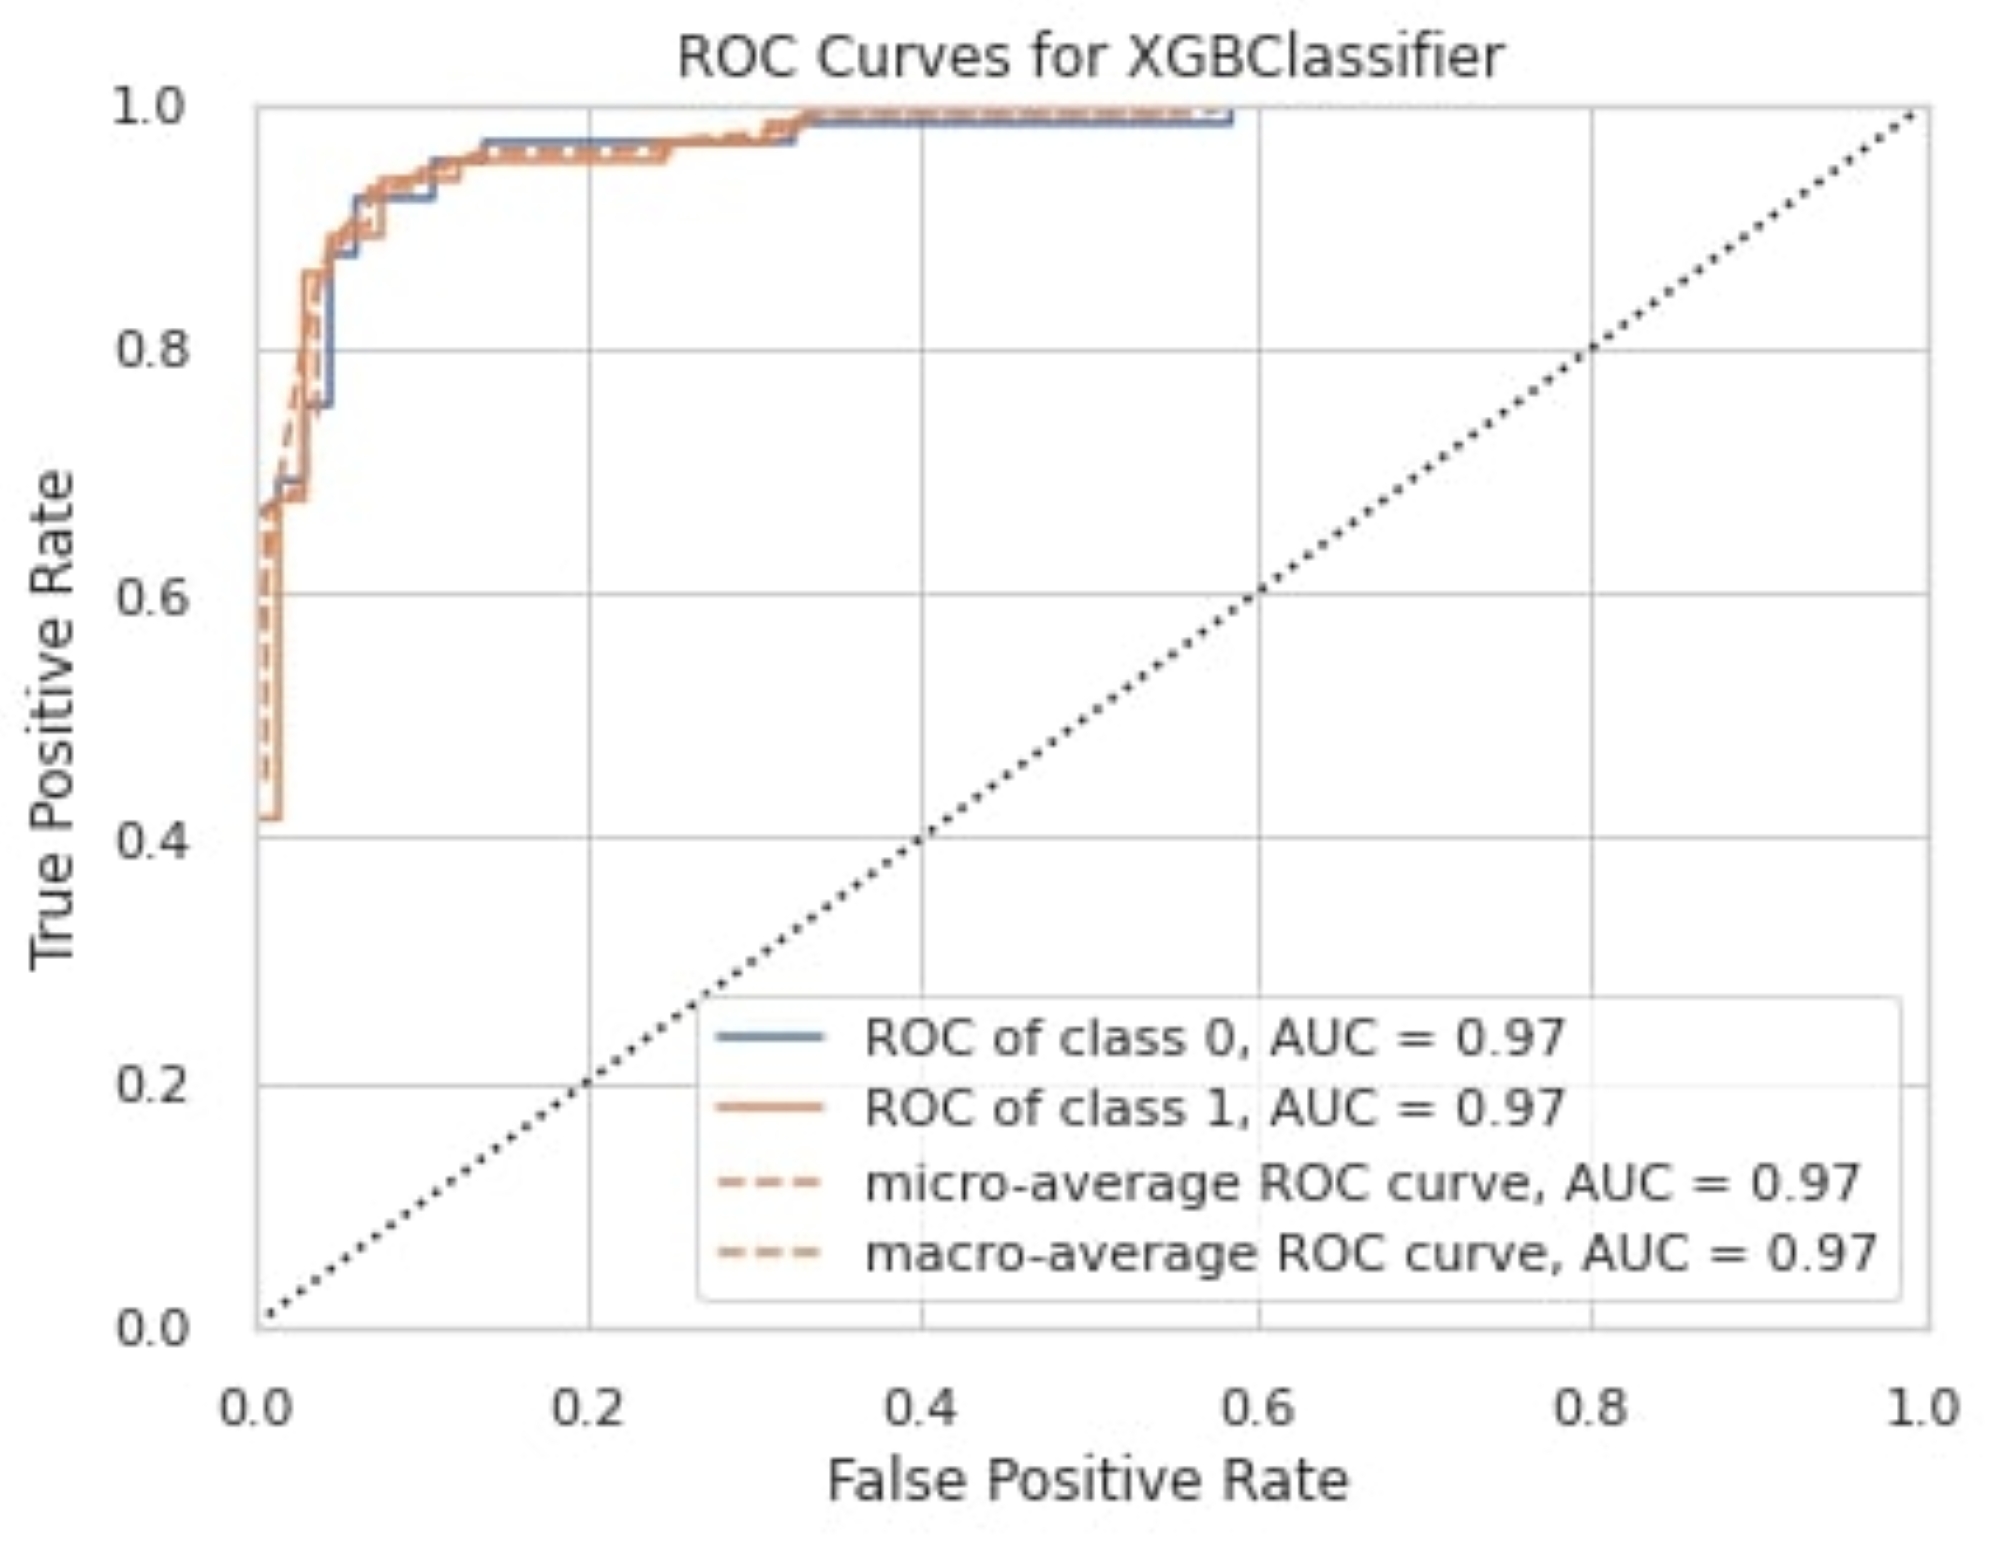 ROC Curves for XGBClassifier
1.0
0.8
0.6
0.4
0.2
0.0
True Positive Rate
ROC of class 0, AUC = 0.97
ROC of class 1, AUC = 0.97
micro-average ROC curve, AUC = 0.97
macro-average ROC curve, AUC = 0.97
0.0 0.2 0.4 0.6 0.8 1.0
False Positive Rate